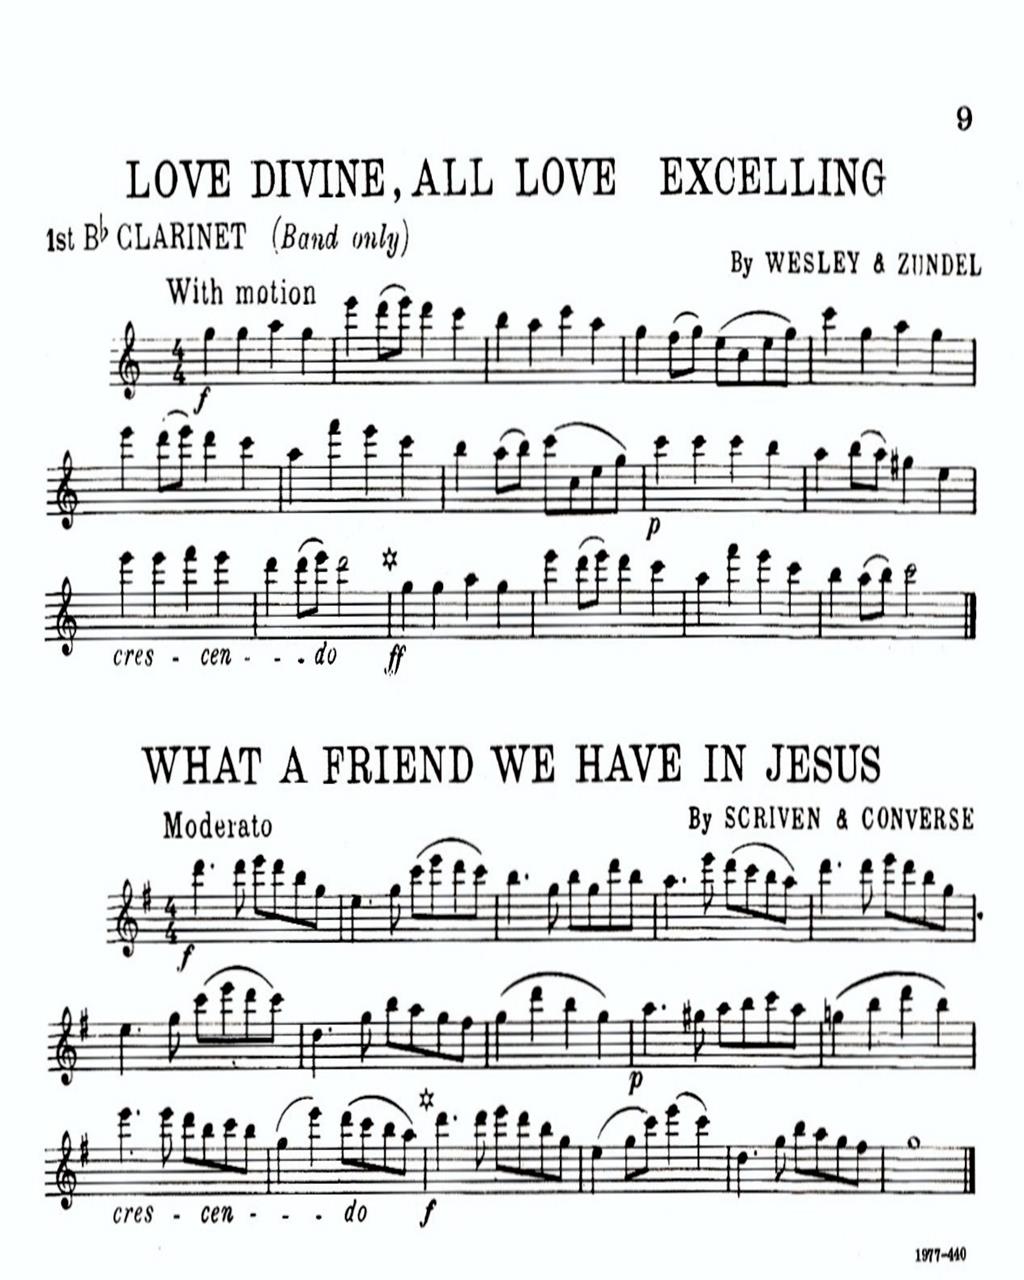 9
LOVE DIVINE, ALL LOVE EXCELLING
1st B♭ CLARINET (Band only)
By WESLEY & ZUNDEL
With motion
4
4
f
p
cres - cen - - - do ff
WHAT A FRIEND WE HAVE IN JESUS
By SCRIVEN & CONVERSE
Moderato
4
4
f
p
cres - cen - - - do f
1977-440